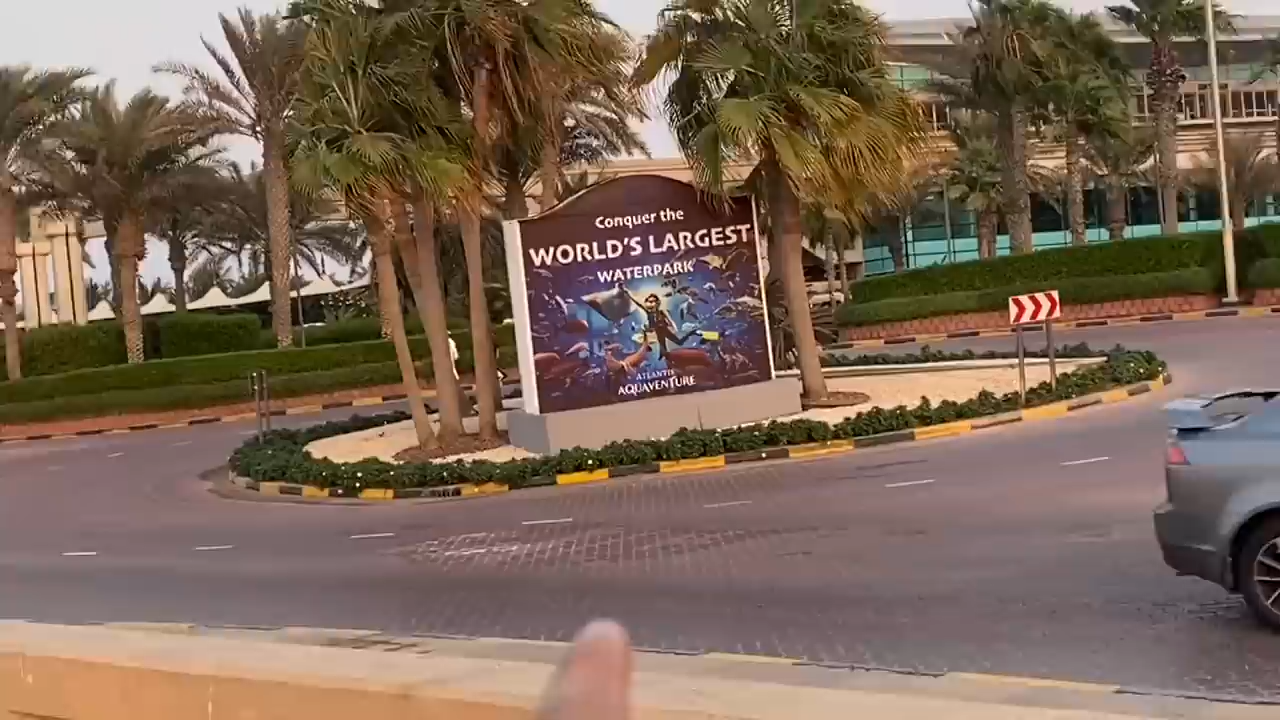 Conquer the
WORLD'S LARGEST
WATERPARK
ATLANTIS
AQUAVENTURE